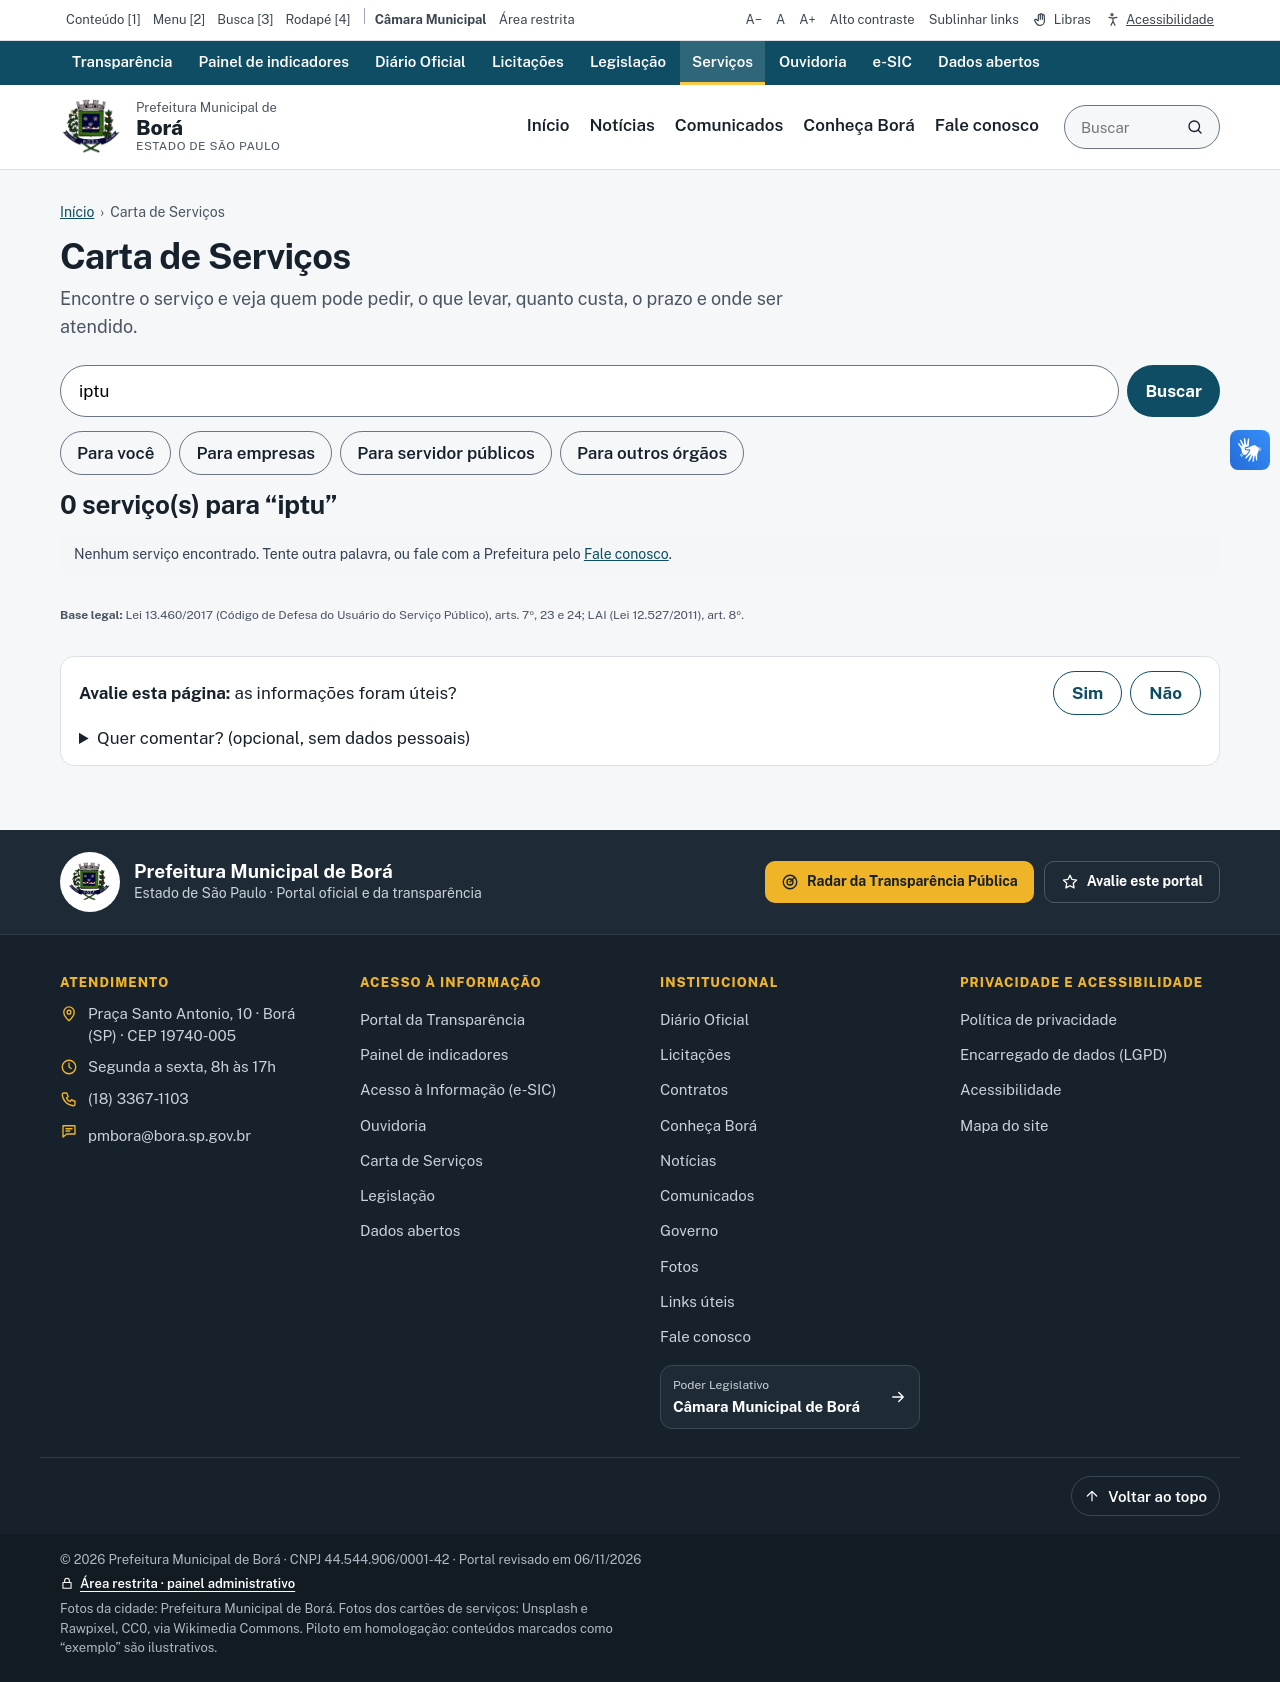 Conteúdo [1] Menu [2] Busca [3] Rodapé [4] Câmara Municipal Área restrita A− A A+ Alto contraste Sublinhar links Libras Acessibilidade
Transparência Painel de indicadores Diário Oficial Licitações Legislação Serviços Ouvidoria e-SIC Dados abertos
Prefeitura Municipal de
Borá
ESTADO DE SÃO PAULO
Início Notícias Comunicados Conheça Borá Fale conosco Buscar
Início › Carta de Serviços
Carta de Serviços
Encontre o serviço e veja quem pode pedir, o que levar, quanto custa, o prazo e onde ser
atendido.
iptu Buscar
Para você Para empresas Para servidor públicos Para outros órgãos
0 serviço(s) para “iptu”
Nenhum serviço encontrado. Tente outra palavra, ou fale com a Prefeitura pelo Fale conosco.
Base legal: Lei 13.460/2017 (Código de Defesa do Usuário do Serviço Público), arts. 7º, 23 e 24; LAI (Lei 12.527/2011), art. 8º.
Avalie esta página: as informações foram úteis? Sim Não
Quer comentar? (opcional, sem dados pessoais)
Prefeitura Municipal de Borá
Estado de São Paulo · Portal oficial e da transparência
Radar da Transparência Pública Avalie este portal
ATENDIMENTO
Praça Santo Antonio, 10 · Borá
(SP) · CEP 19740-005
Segunda a sexta, 8h às 17h
(18) 3367-1103
pmbora@bora.sp.gov.br
ACESSO À INFORMAÇÃO
Portal da Transparência
Painel de indicadores
Acesso à Informação (e-SIC)
Ouvidoria
Carta de Serviços
Legislação
Dados abertos
INSTITUCIONAL
Diário Oficial
Licitações
Contratos
Conheça Borá
Notícias
Comunicados
Governo
Fotos
Links úteis
Fale conosco
Poder Legislativo
Câmara Municipal de Borá
PRIVACIDADE E ACESSIBILIDADE
Política de privacidade
Encarregado de dados (LGPD)
Acessibilidade
Mapa do site
Voltar ao topo
© 2026 Prefeitura Municipal de Borá · CNPJ 44.544.906/0001-42 · Portal revisado em 06/11/2026
Área restrita · painel administrativo
Fotos da cidade: Prefeitura Municipal de Borá. Fotos dos cartões de serviços: Unsplash e
Rawpixel, CC0, via Wikimedia Commons. Piloto em homologação: conteúdos marcados como
“exemplo” são ilustrativos.